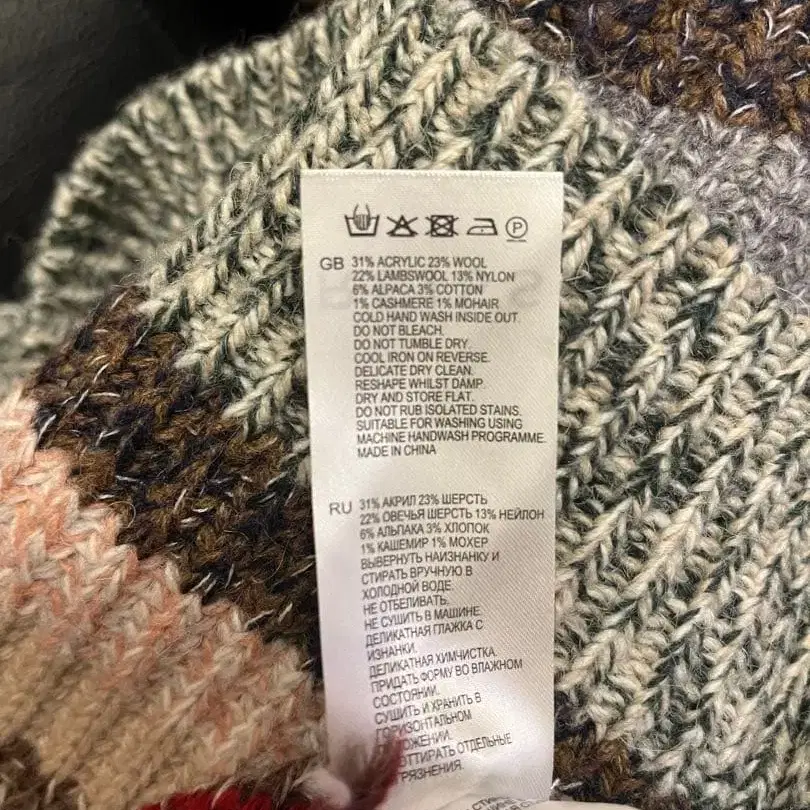 GB 31% ACRYLIC 23% WOOL
22% LAMBSWOOL 13% NYLON
6% ALPACA 3% COTTON
1% CASHMERE 1% MOHAIR
COLD HAND WASH INSIDE OUT.
DO NOT BLEACH.
DO NOT TUMBLE DRY.
COOL IRON ON REVERSE.
DELICATE DRY CLEAN.
RESHAPE WHILST DAMP.
DRY AND STORE FLAT.
DO NOT RUB ISOLATED STAINS.
SUITABLE FOR WASHING USING
MACHINE HANDWASH PROGRAMME.
MADE IN CHINA
RU 31% АКРИЛ 23% ШЕРСТЬ
22% ОВЕЧЬЯ ШЕРСТЬ 13% НЕЙЛОН
6% АЛЬПАКА 3% ХЛОПОК
1% КАШЕМИР 1% МОХЕР
ВЫВЕРНУТЬ НАИЗНАНКУ И
СТИРАТЬ ВРУЧНУЮ В
ХОЛОДНОЙ ВОДЕ.
НЕ ОТБЕЛИВАТЬ.
НЕ СУШИТЬ В МАШИНЕ.
ДЕЛИКАТНАЯ ГЛАЖКА С
ИЗНАНКИ.
ДЕЛИКАТНАЯ ХИМЧИСТКА.
ПРИДАТЬ ФОРМУ ВО ВЛАЖНОМ
СОСТОЯНИИ.
СУШИТЬ И ХРАНИТЬ В
ГОРИЗОНТАЛЬНОМ
ОТДЕЛЬНЫЕ